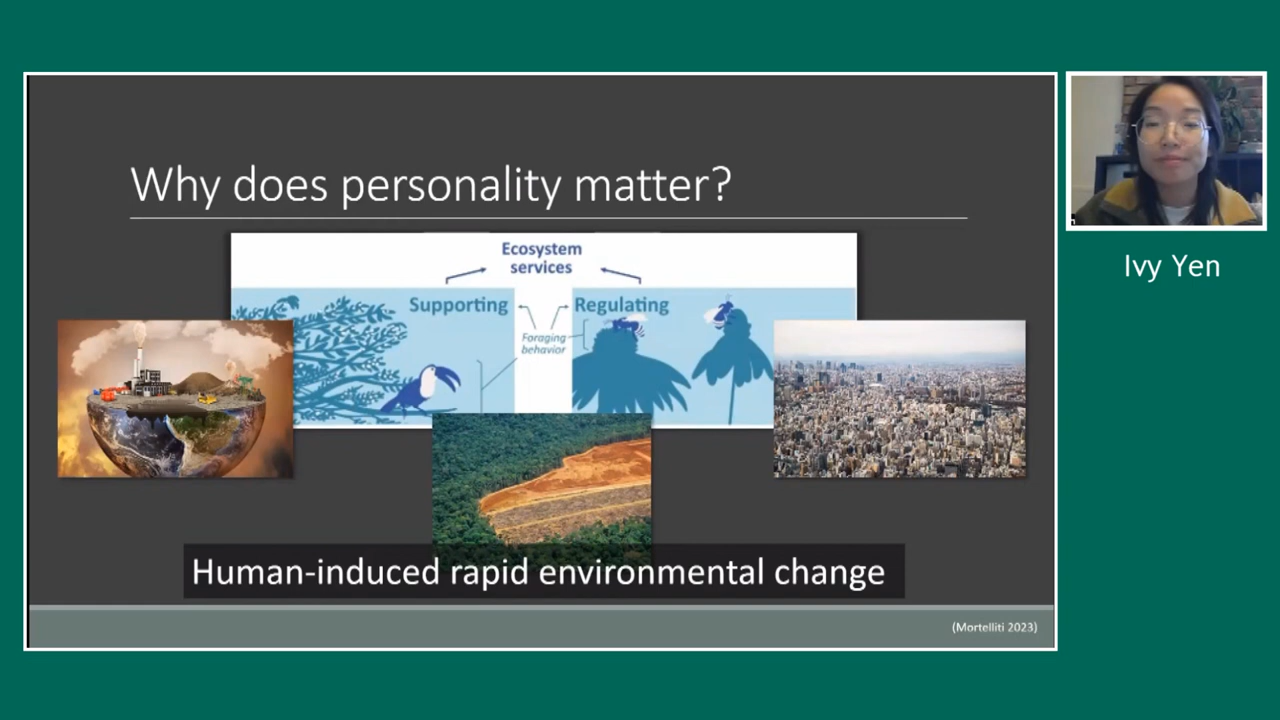 Why does personality matter?
Ecosystem
services
Supporting
Regulating
Foraging
behavior
Human-induced rapid environmental change
(Mortelliti 2023)
Ivy Yen